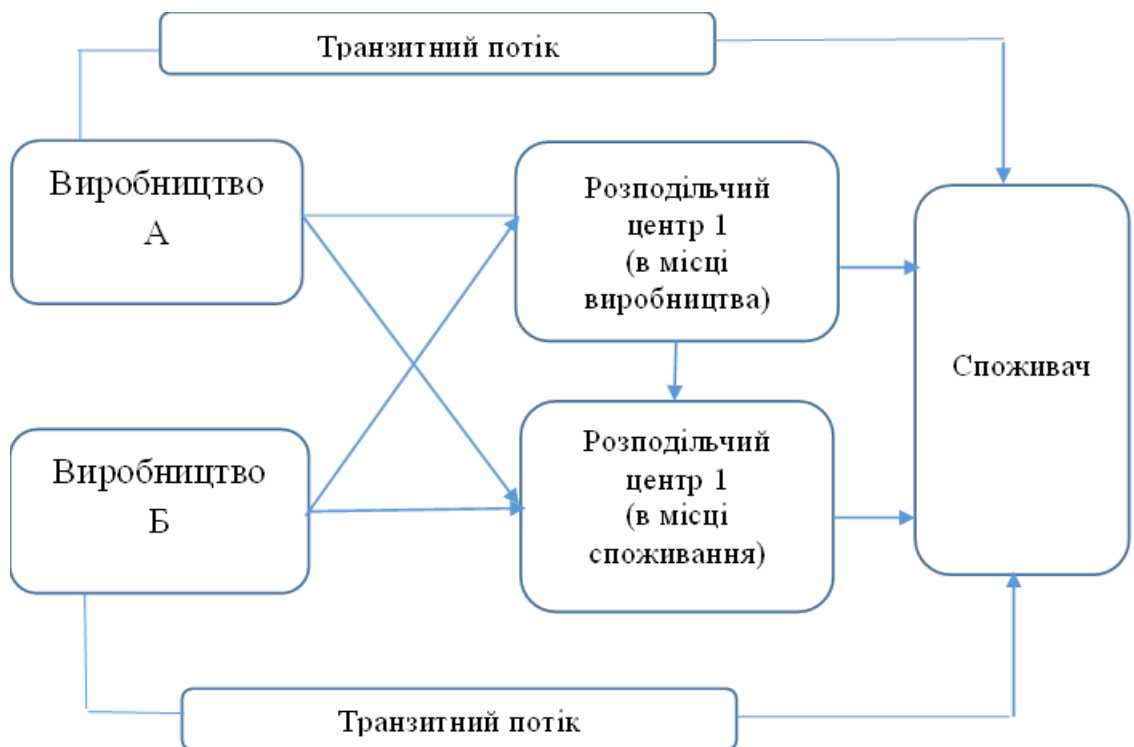 Транзитний потік
Виробництво
А
Розподільчий
центр 1
(в місці
виробництва)
Споживач
Виробництво
Б
Розподільчий
центр 1
(в місці
споживання)
Транзитний потік